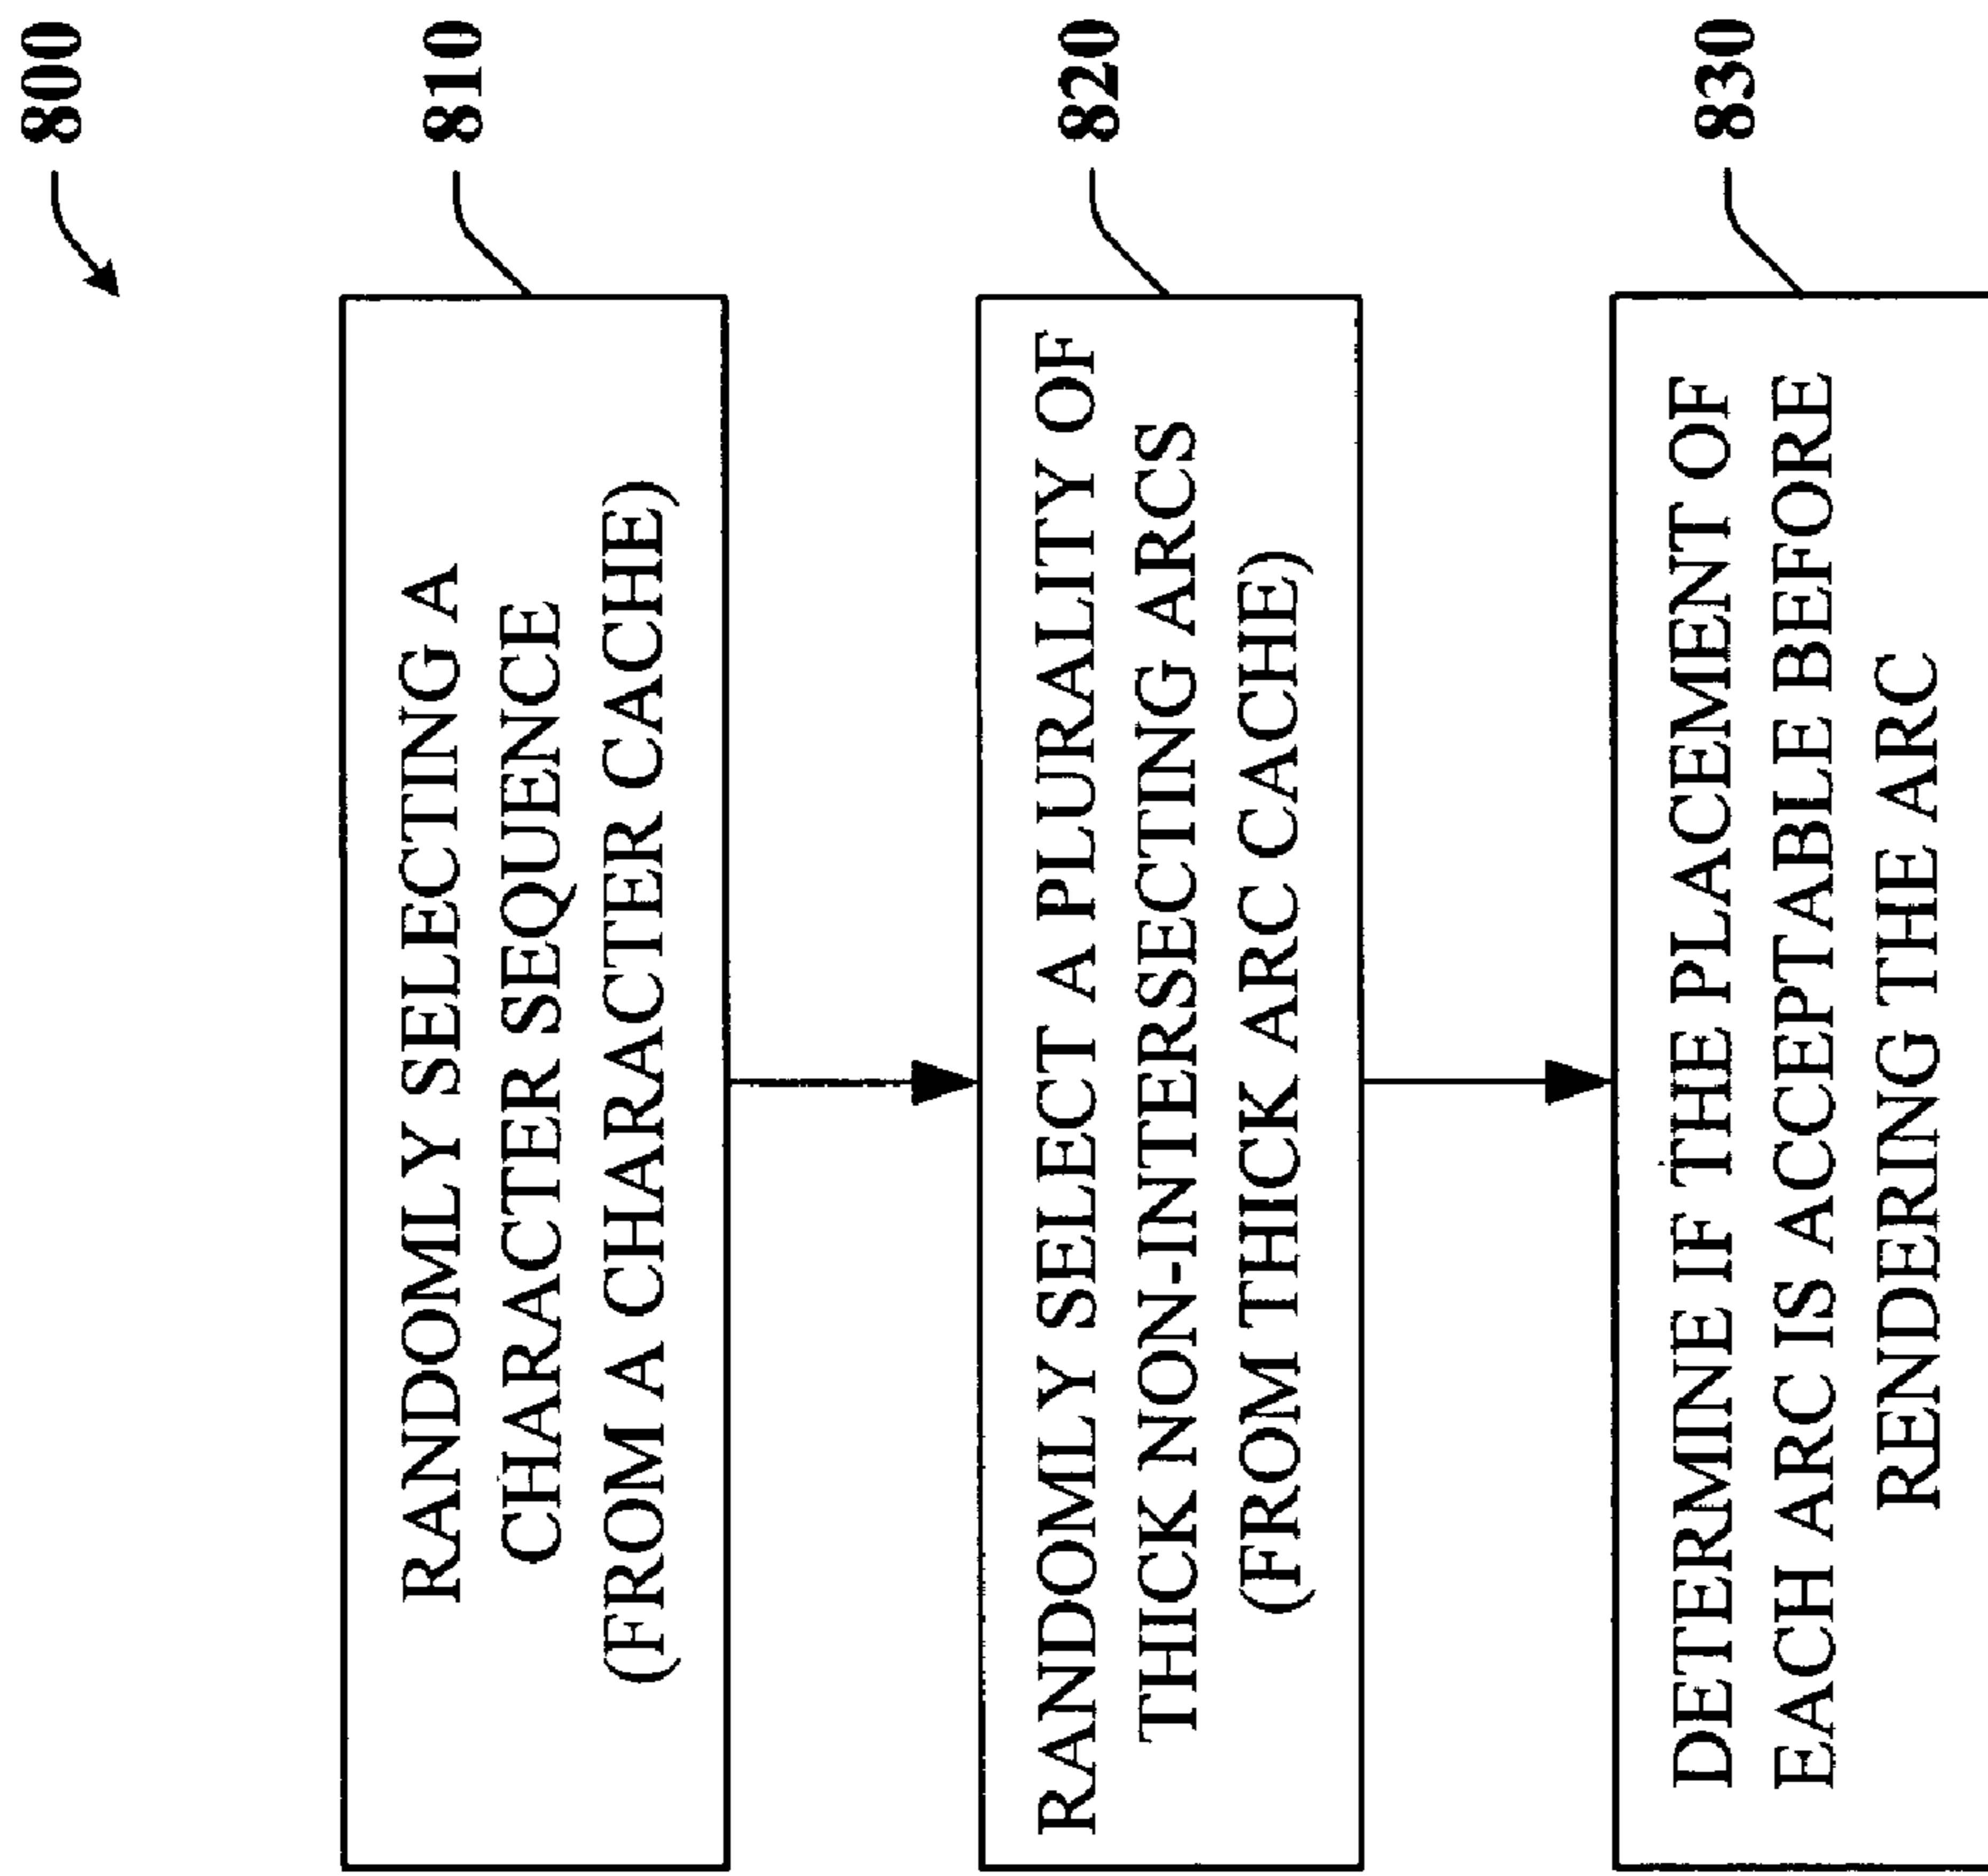 800
RANDOMLY SELECTING A
CHARACTER SEQUENCE
(FROM A CHARACTER CACHE)
810
RANDOMLY SELECT A PLURALITY OF
THICK NON-INTERSECTING ARCS
(FROM THICK ARC CACHE)
820
DETERMINE IF THE PLACEMENT OF
EACH ARC IS ACCEPTABLE BEFORE
RENDERING THE ARC
830